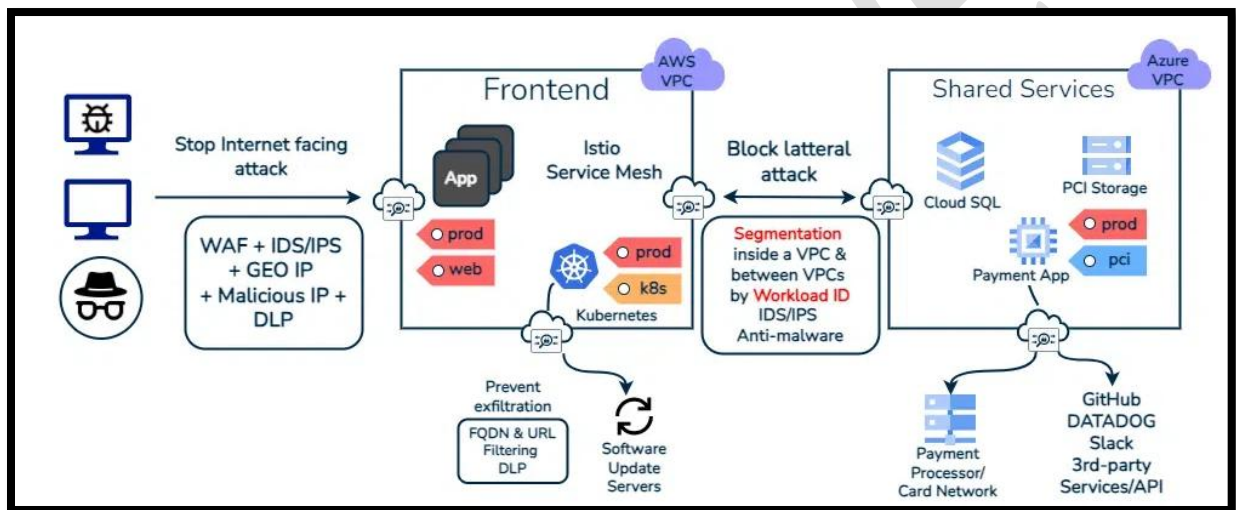 Stop Internet facing
attack
WAF + IDS/IPS
+ GEO IP
+ Malicious IP +
DLP
Frontend
AWS
VPC
App
prod
web
Istio
Service Mesh
prod
k8s
Kubernetes
Prevent
exfiltration
FQDN & URL
Filtering
DLP
Software
Update
Servers
Block latteral
attack
Segmentation
inside a VPC &
between VPCs
by Workload ID
IDS/IPS
Anti-malware
Shared Services
Azure
VPC
Cloud SQL
PCI Storage
prod
pci
Payment App
Payment
Processor/
Card Network
GitHub
DATADOG
Slack
3rd-party
Services/API